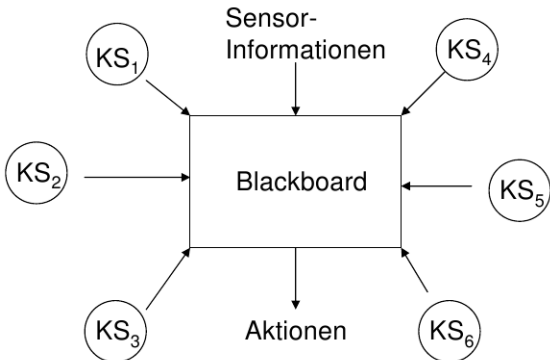 Sensor-
Informationen
KS₁
KS₄
KS₂
Blackboard
KS₅
KS₃
Aktionen
KS₆